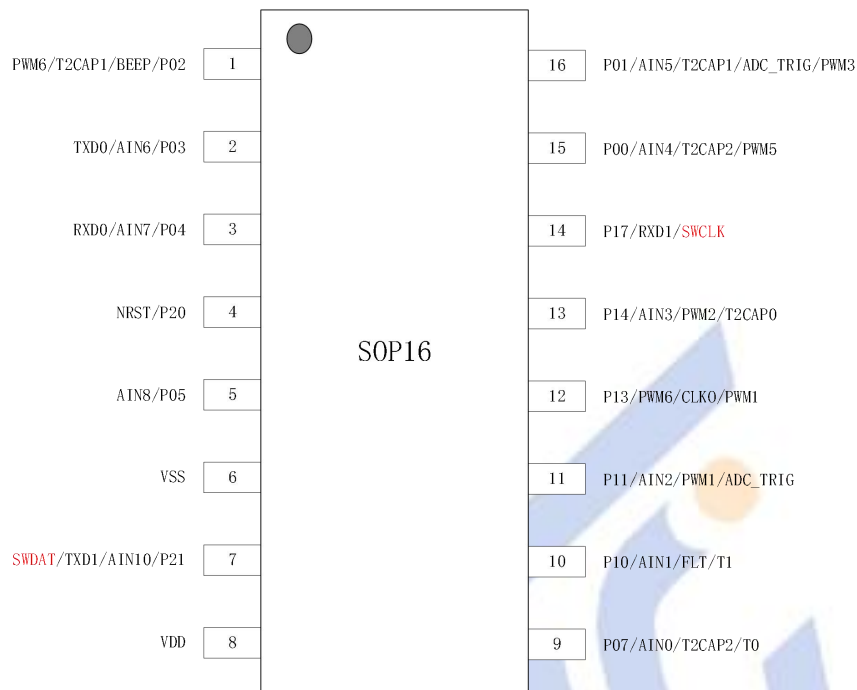 PWM6/T2CAP1/BEEP/P02 1 16 P01/AIN5/T2CAP1/ADC_TRIG/PWM3
TXD0/AIN6/P03 2 15 P00/AIN4/T2CAP2/PWM5
RXD0/AIN7/P04 3 14 P17/RXD1/SWCLK
NRST/P20 4 13 P14/AIN3/PWM2/T2CAP0
SOP16
AIN8/P05 5 12 P13/PWM6/CLKO/PWM1
VSS 6 11 P11/AIN2/PWM1/ADC_TRIG
SWDAT/TXD1/AIN10/P21 7 10 P10/AIN1/FLT/T1
VDD 8 9 P07/AIN0/T2CAP2/T0